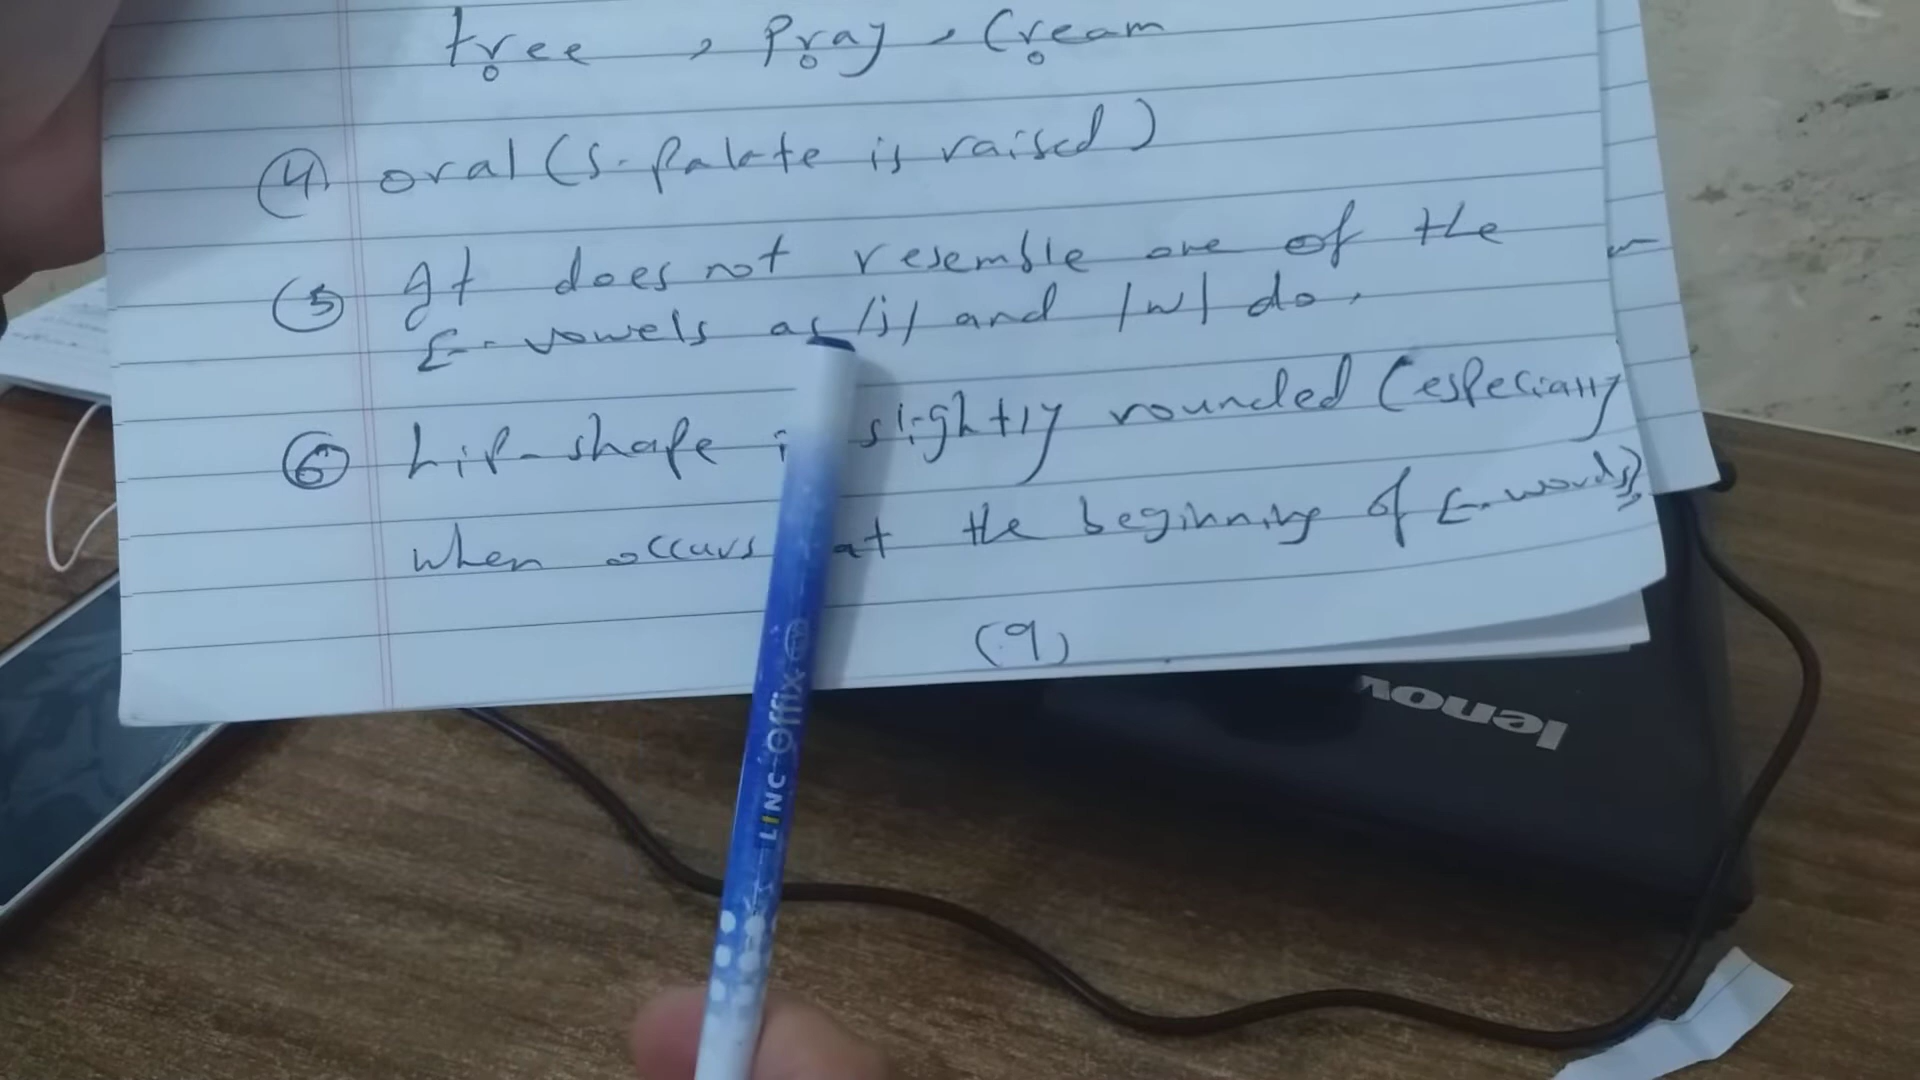 tree , Pray , Cream
④ oral (S. Palate is raised)
⑤ It does not resemble one of the
E. vowels as /j/ and /w/ do.
⑥ Lip-shape slightly rounded (especially
when occurs at the beginning of E. words)
(9)
LINC Offix
lenov